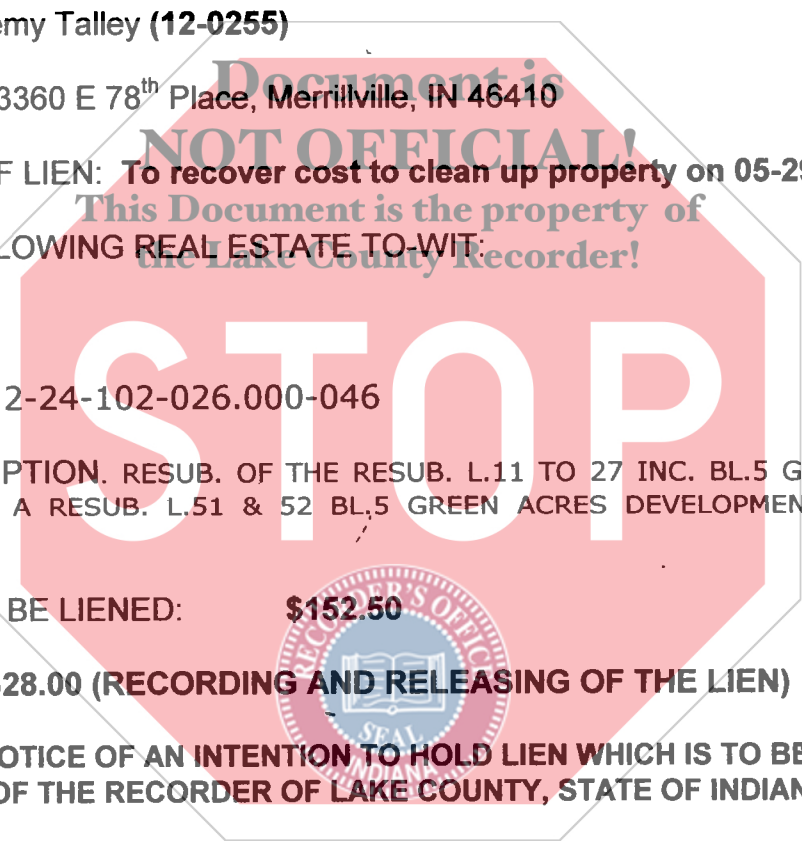 emy Talley (12-0255)
Document is
3360 E 78th Place, Merrillville, IN 46410
NOT OFFICIAL!
F LIEN: To recover cost to clean up property on 05-29
This Document is the property of
LOWING REAL ESTATE TO-WIT:
the Lake County Recorder!
STOP
2-24-102-026.000-046
PTION. RESUB. OF THE RESUB. L.11 TO 27 INC. BL.5 G
A RESUB. L.51 & 52 BL.5 GREEN ACRES DEVELOPMEN
BE LIENED: $152.50
RECORDER'S OFFICE
28.00 (RECORDING AND RELEASING OF THE LIEN)
SEAL
INDIANA
OTICE OF AN INTENTION TO HOLD LIEN WHICH IS TO BE
OF THE RECORDER OF LAKE COUNTY, STATE OF INDIAN